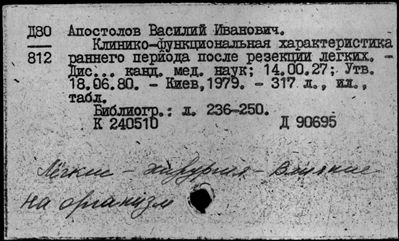 Д80 Апостолов Василий Иванович.
Клинико-функциональная характеристика
812 раннего периода после резекции легких. –
Дис... канд. мед. наук; 14.00.27; Утв.
18.06.80. – Киев, 1979. – 317 л., ил.,
табл.
Библиогр.: л. 236–250.
К 240510 Д 90695
Лёгкие – хирургия – влияние
на организм